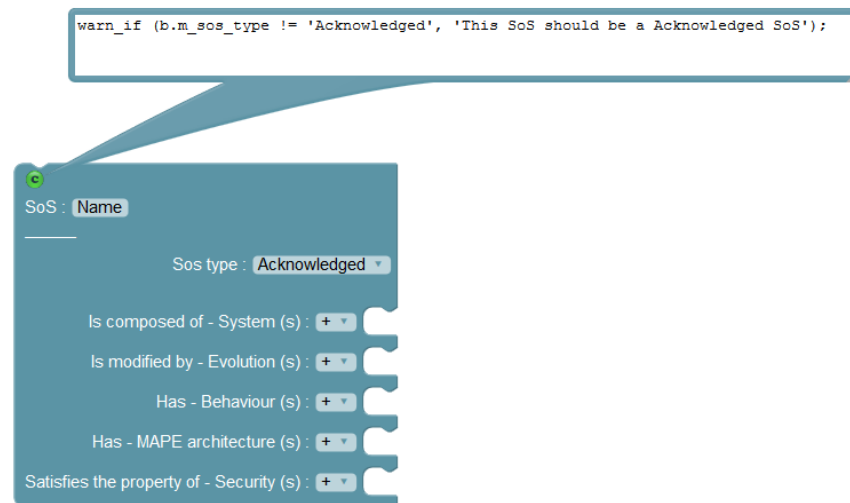 warn_if (b.m_sos_type != 'Acknowledged', 'This SoS should be a Acknowledged SoS');
c
SoS : Name
Sos type : Acknowledged
Is composed of - System (s) : +
Is modified by - Evolution (s) : +
Has - Behaviour (s) : +
Has - MAPE architecture (s) : +
Satisfies the property of - Security (s) : +